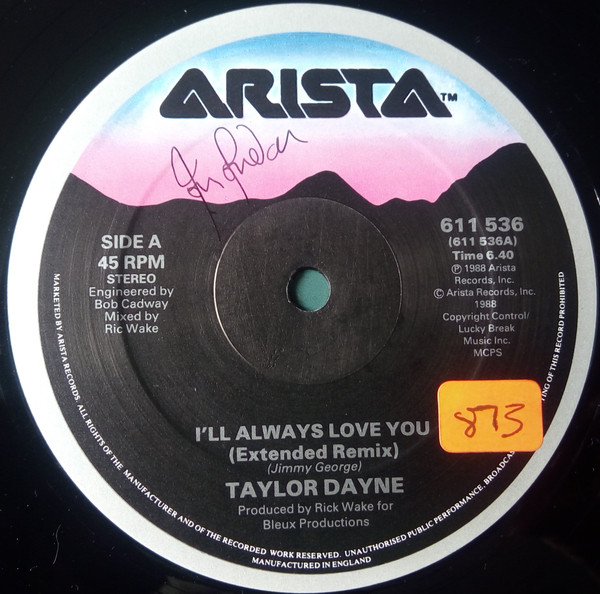 ARISTA™
SIDE A
45 RPM
STEREO
Engineered by
Bob Cadway
Mixed by
Ric Wake
611 536
(611 536A)
Time 6.40
Ⓟ 1988 Arista
Records, Inc.
© Arista Records, Inc.
1988
Copyright Control/
Lucky Break
Music Inc.
MCPS
873
I'LL ALWAYS LOVE YOU
(Extended Remix)
(Jimmy George)
TAYLOR DAYNE
Produced by Rick Wake for
Bleux Productions
MARKETED BY ARISTA RECORDS. ALL RIGHTS OF THE MANUFACTURER AND OF THE RECORDED WORK RESERVED. UNAUTHORISED PUBLIC PERFORMANCE, BROADCAS TING OF THIS RECORD PROHIBITED
MANUFACTURED IN ENGLAND